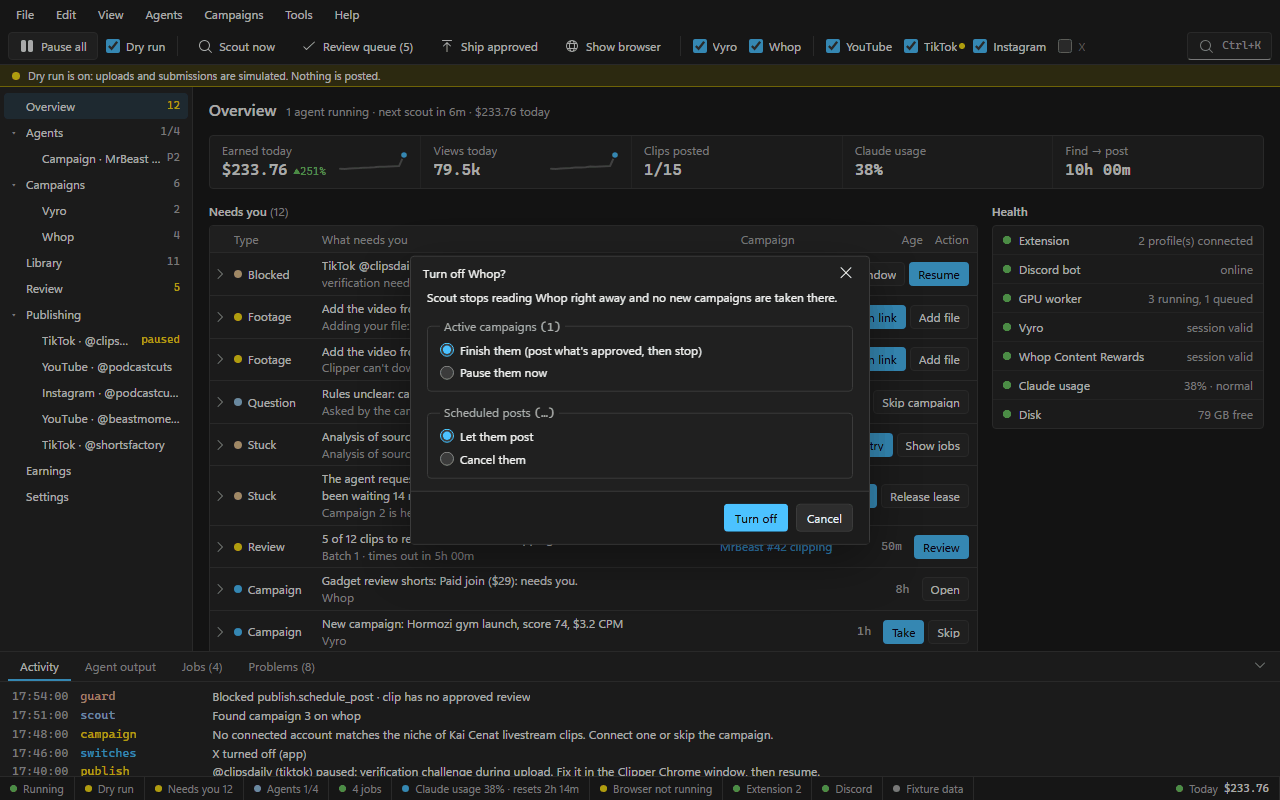 File Edit View Agents Campaigns Tools Help
Pause all Dry run Scout now Review queue (5) Ship approved Show browser Vyro Whop YouTube TikTok Instagram X Ctrl+K
Dry run is on: uploads and submissions are simulated. Nothing is posted.
Overview 12
Agents 1/4
Campaign · MrBeast ... P2
Campaigns 6
Vyro 2
Whop 4
Library 11
Review 5
Publishing
TikTok · @clips... paused
YouTube · @podcastcuts
Instagram · @podcastcu...
YouTube · @beastmome...
TikTok · @shortsfactory
Earnings
Settings
Overview 1 agent running · next scout in 6m · $233.76 today
Earned today Views today Clips posted Claude usage Find → post
$233.76 ▲251% 79.5k 1/15 38% 10h 00m
Needs you (12)
Type What needs you Campaign Age Action
Blocked TikTok @clipsdai ndow Resume
verification need
Footage Add the video fro n link Add file
Adding your file:
Footage Add the video fro n link Add file
Clipper can't dow
Question Rules unclear: ca Skip campaign
Asked by the car
Stuck Analysis of sourc try Show jobs
Analysis of sourc
Stuck The agent reques Release lease
been waiting 14
Campaign 2 is he
Review 5 of 12 clips to re MrBeast #42 clipping 50m Review
Batch 1 · times out in 5h 00m
Campaign Gadget review shorts: Paid join ($29): needs you. 8h Open
Whop
Campaign New campaign: Hormozi gym launch, score 74, $3.2 CPM 1h Take Skip
Vyro
Turn off Whop?
Scout stops reading Whop right away and no new campaigns are taken there.
Active campaigns (1)
Finish them (post what's approved, then stop)
Pause them now
Scheduled posts (…)
Let them post
Cancel them
Turn off Cancel
Health
Extension 2 profile(s) connected
Discord bot online
GPU worker 3 running, 1 queued
Vyro session valid
Whop Content Rewards session valid
Claude usage 38% · normal
Disk 79 GB free
Activity Agent output Jobs (4) Problems (8)
17:54:00 guard Blocked publish.schedule_post · clip has no approved review
17:51:00 scout Found campaign 3 on whop
17:48:00 campaign No connected account matches the niche of Kai Cenat livestream clips. Connect one or skip the campaign.
17:46:00 switches X turned off (app)
17:40:00 publish @clipsdaily (tiktok) paused: verification challenge during upload. Fix it in the Clipper Chrome window, then resume.
Running Dry run Needs you 12 Agents 1/4 4 jobs Claude usage 38% · resets 2h 14m Browser not running Extension 2 Discord Fixture data Today $233.76